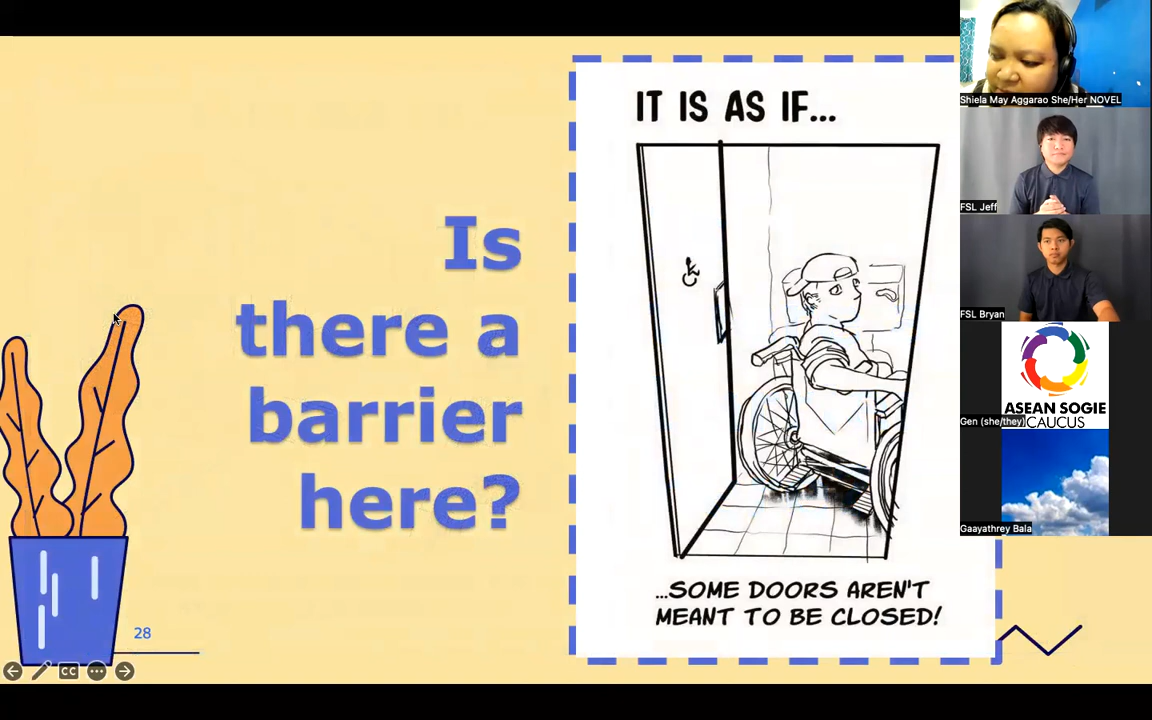 Is
there a
barrier
here?
28
CC
IT IS AS IF...
...SOME DOORS AREN'T
MEANT TO BE CLOSED!
Shiela May Aggarao She/Her NOVEL
FSL Jeff
FSL Bryan
ASEAN SOGIE
CAUCUS
Gen (she/they)
Gaayathrey Bala